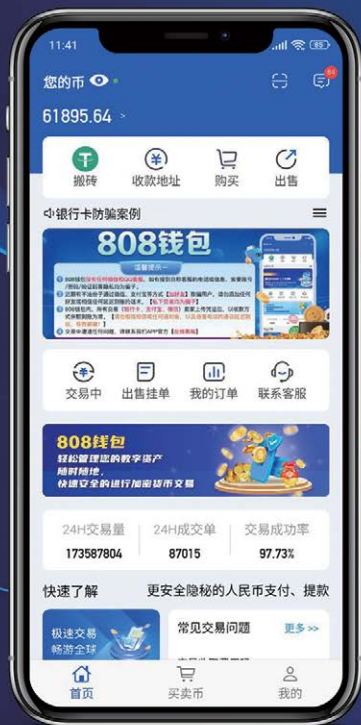 11:41
89
您的币
84
61895.64 >
搬砖
收款地址
购买
出售
银行卡防骗案例
808钱包
温馨提示
交易中
出售挂单
我的订单
联系客服
808钱包
轻松管理您的数字货产
随时随地,
快速安全的进行加密货币交易
24H交易量
24H成交单
交易成功率
173587804
87015
97.73%
快速了解
更安全隐秘的人民币支付、提款
极速交易
畅游全球
常见交易问题
更多 >>
首页
买卖币
我的